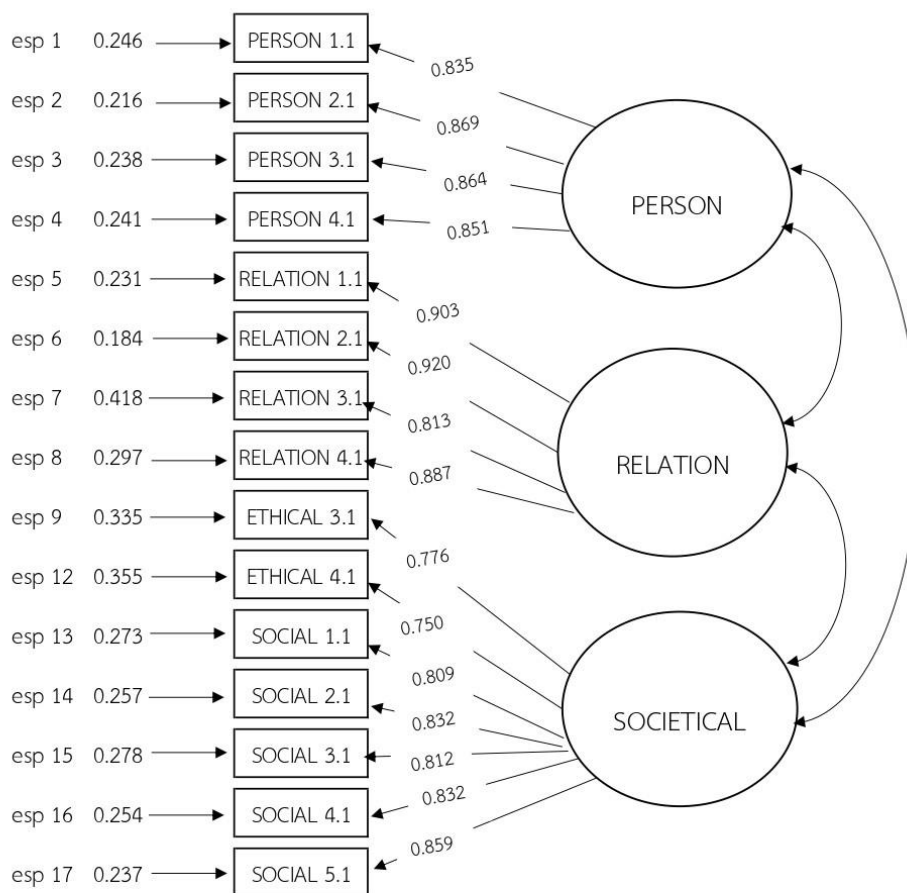 esp 1 0.246 PERSON 1.1
0.835
esp 2 0.216 PERSON 2.1
0.869
esp 3 0.238 PERSON 3.1
0.864
PERSON
esp 4 0.241 PERSON 4.1
0.851
esp 5 0.231 RELATION 1.1
0.903
esp 6 0.184 RELATION 2.1
0.920
esp 7 0.418 RELATION 3.1
0.813
esp 8 0.297 RELATION 4.1
0.887
RELATION
esp 9 0.335 ETHICAL 3.1
0.776
esp 12 0.355 ETHICAL 4.1
0.750
esp 13 0.273 SOCIAL 1.1
0.809
esp 14 0.257 SOCIAL 2.1
0.832
SOCIETICAL
esp 15 0.278 SOCIAL 3.1
0.812
esp 16 0.254 SOCIAL 4.1
0.832
esp 17 0.237 SOCIAL 5.1
0.859